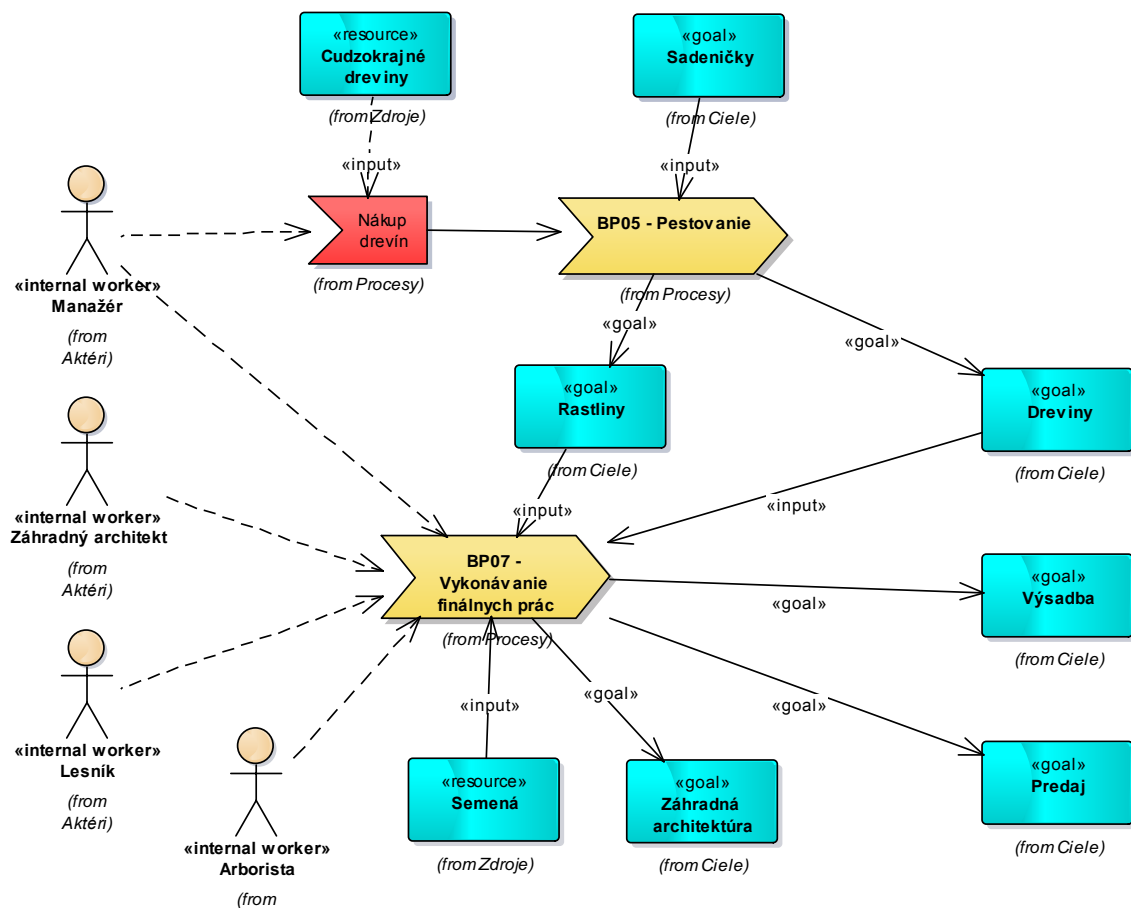 «resource»
Cudzokrajné
dreviny
(from Zdroje)
«goal»
Sadeničky
(from Ciele)
«input»
«input»
Nákup
drevín
(from Procesy)
BP05 - Pestovanie
(from Procesy)
«internal worker»
Manažér
(from
Aktéri)
«goal»
«goal»
«goal»
Rastliny
(from Ciele)
«goal»
Dreviny
(from Ciele)
«internal worker»
Záhradný architekt
(from
Aktéri)
«input»
«input»
BP07 -
Vykonávanie
finálnych prác
(from Procesy)
«goal»
«goal»
Výsadba
(from Ciele)
«internal worker»
Lesník
(from
Aktéri)
«input»
«goal»
«goal»
«resource»
Semená
(from Zdroje)
«goal»
Záhradná
architektúra
(from Ciele)
«goal»
Predaj
(from Ciele)
«internal worker»
Arborista
(from